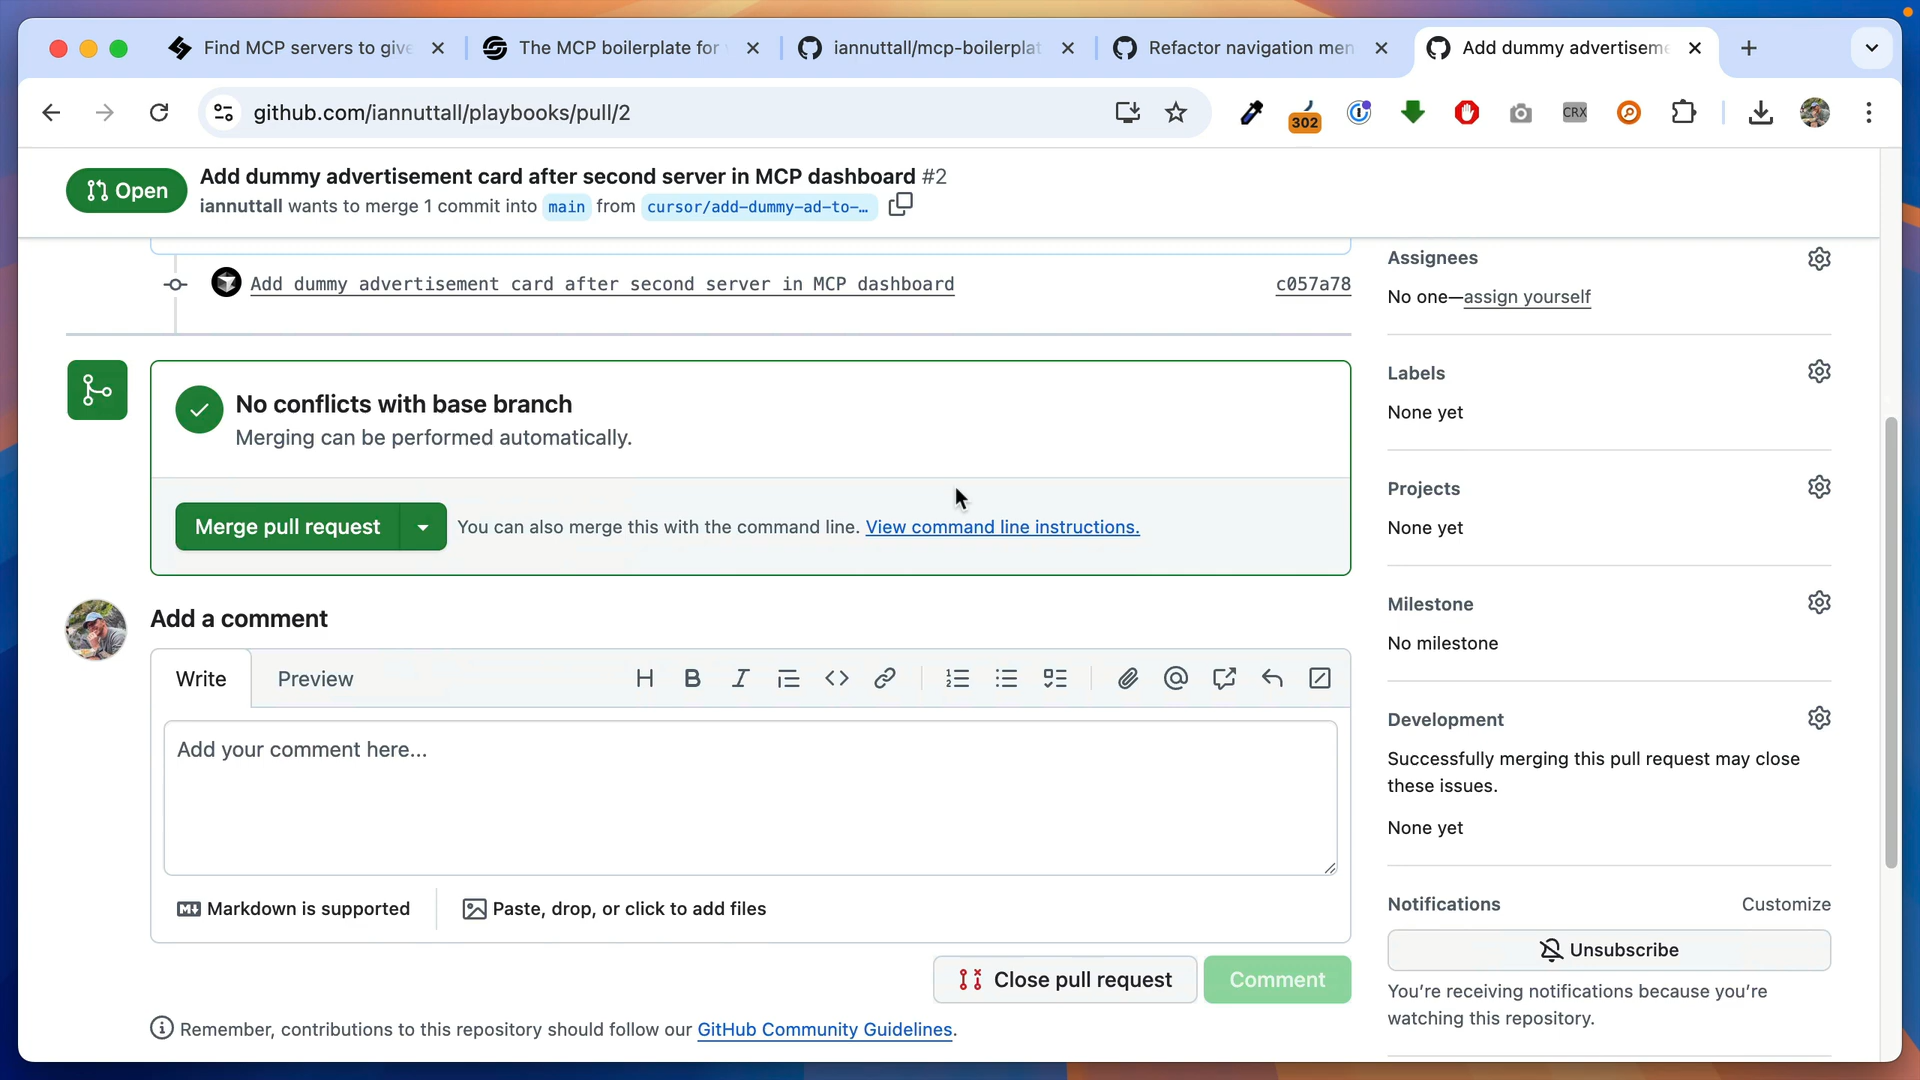 Find MCP servers to give
The MCP boilerplate for
iannuttall/mcp-boilerplat
Refactor navigation men
Add dummy advertiseme
github.com/iannuttall/playbooks/pull/2
302
CRX
Open
Add dummy advertisement card after second server in MCP dashboard #2
iannuttall wants to merge 1 commit into main from cursor/add-dummy-ad-to-…
Add dummy advertisement card after second server in MCP dashboard
c057a78
No conflicts with base branch
Merging can be performed automatically.
Merge pull request
You can also merge this with the command line. View command line instructions.
Add a comment
Write
Preview
Add your comment here...
Markdown is supported
Paste, drop, or click to add files
Close pull request
Comment
Remember, contributions to this repository should follow our GitHub Community Guidelines.
Assignees
No one—assign yourself
Labels
None yet
Projects
None yet
Milestone
No milestone
Development
Successfully merging this pull request may close
these issues.
None yet
Notifications
Customize
Unsubscribe
You're receiving notifications because you're
watching this repository.